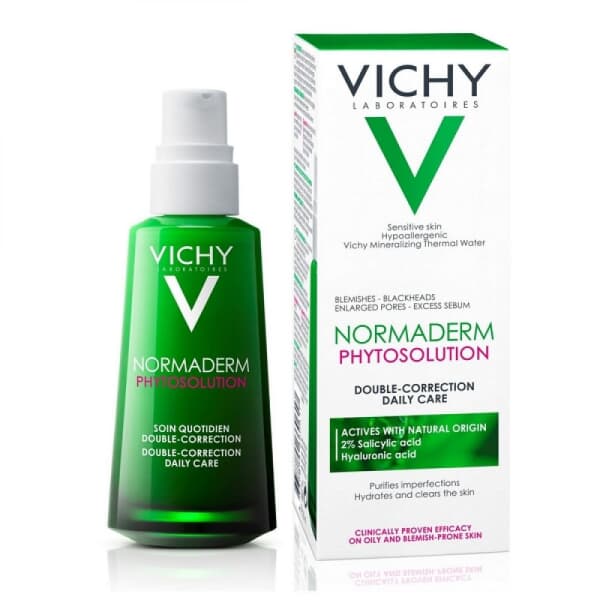 VICHY
LABORATOIRES
NORMADERM
PHYTOSOLUTION
SOIN QUOTIDIEN
DOUBLE-CORRECTION
DOUBLE-CORRECTION
DAILY CARE
VICHY
LABORATOIRES
Sensitive skin
Hypoallergenic
Vichy Mineralizing Thermal Water
BLEMISHES - BLACKHEADS
ENLARGED PORES - EXCESS SEBUM
NORMADERM
PHYTOSOLUTION
DOUBLE-CORRECTION
DAILY CARE
ACTIVES WITH NATURAL ORIGIN
2% Salicylic acid
Hyaluronic acid
Purifies imperfections
Hydrates and clears the skin
CLINICALLY PROVEN EFFICACY
ON OILY AND BLEMISH-PRONE SKIN